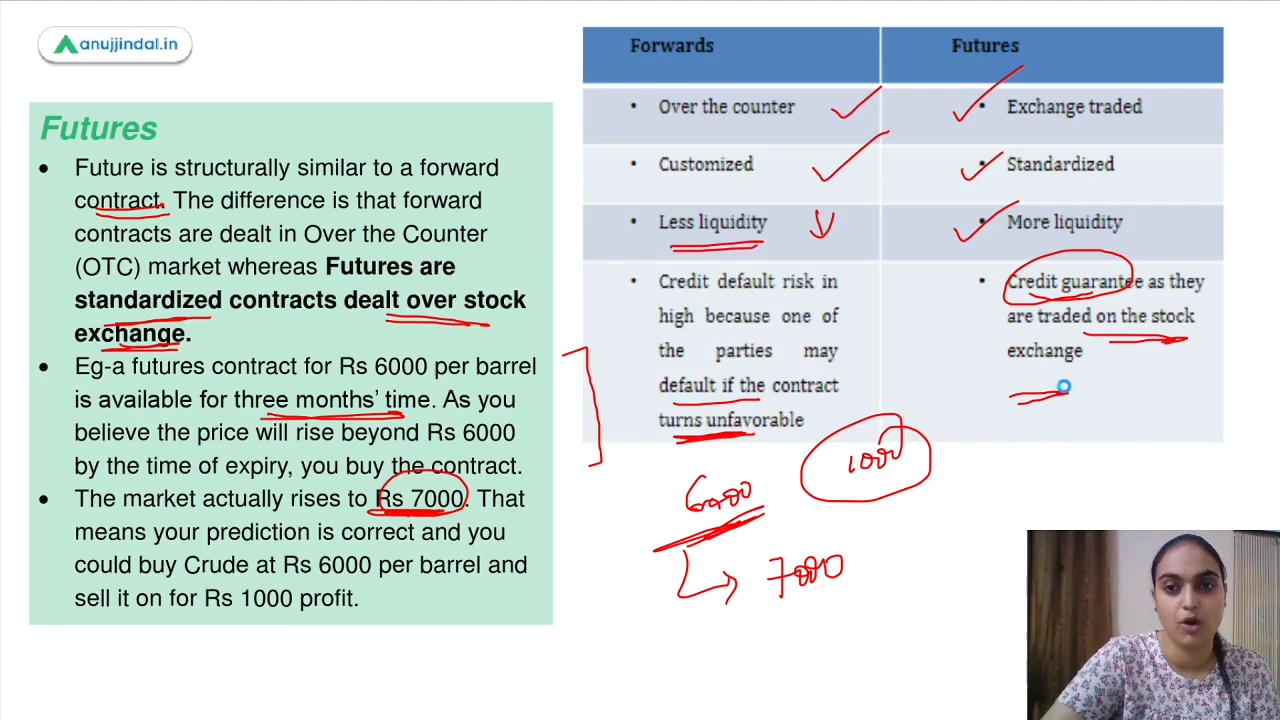 anujjindal.in
Futures
• Future is structurally similar to a forward
contract. The difference is that forward
contracts are dealt in Over the Counter
(OTC) market whereas Futures are
standardized contracts dealt over stock
exchange.
• Eg-a futures contract for Rs 6000 per barrel
is available for three months' time. As you
believe the price will rise beyond Rs 6000
by the time of expiry, you buy the contract.
• The market actually rises to Rs 7000. That
means your prediction is correct and you
could buy Crude at Rs 6000 per barrel and
sell it on for Rs 1000 profit.
Forwards
Futures
• Over the counter
• Exchange traded
• Customized
• Standardized
• Less liquidity
• More liquidity
• Credit default risk in
high because one of
the parties may
default if the contract
turns unfavorable
• Credit guarantee as they
are traded on the stock
exchange
1000
6000
7000